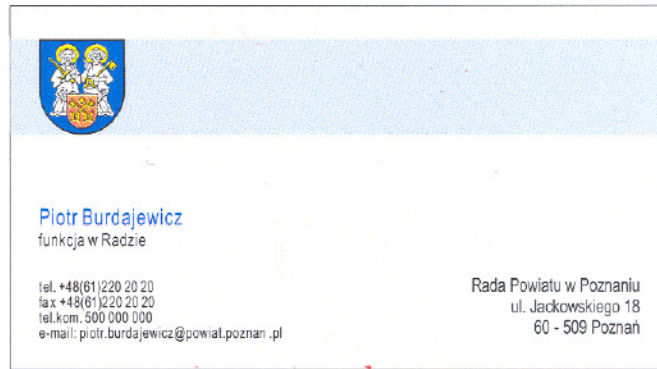 Piotr Burdajewicz
funkcja w Radzie
tel. +48(61)220 20 20
fax +48(61)220 20 20
tel.kom. 500 000 000
e-mail: piotr.burdajewicz@powiat.poznan .pl
Rada Powiatu w Poznaniu
ul. Jackowskiego 18
60 - 509 Poznań